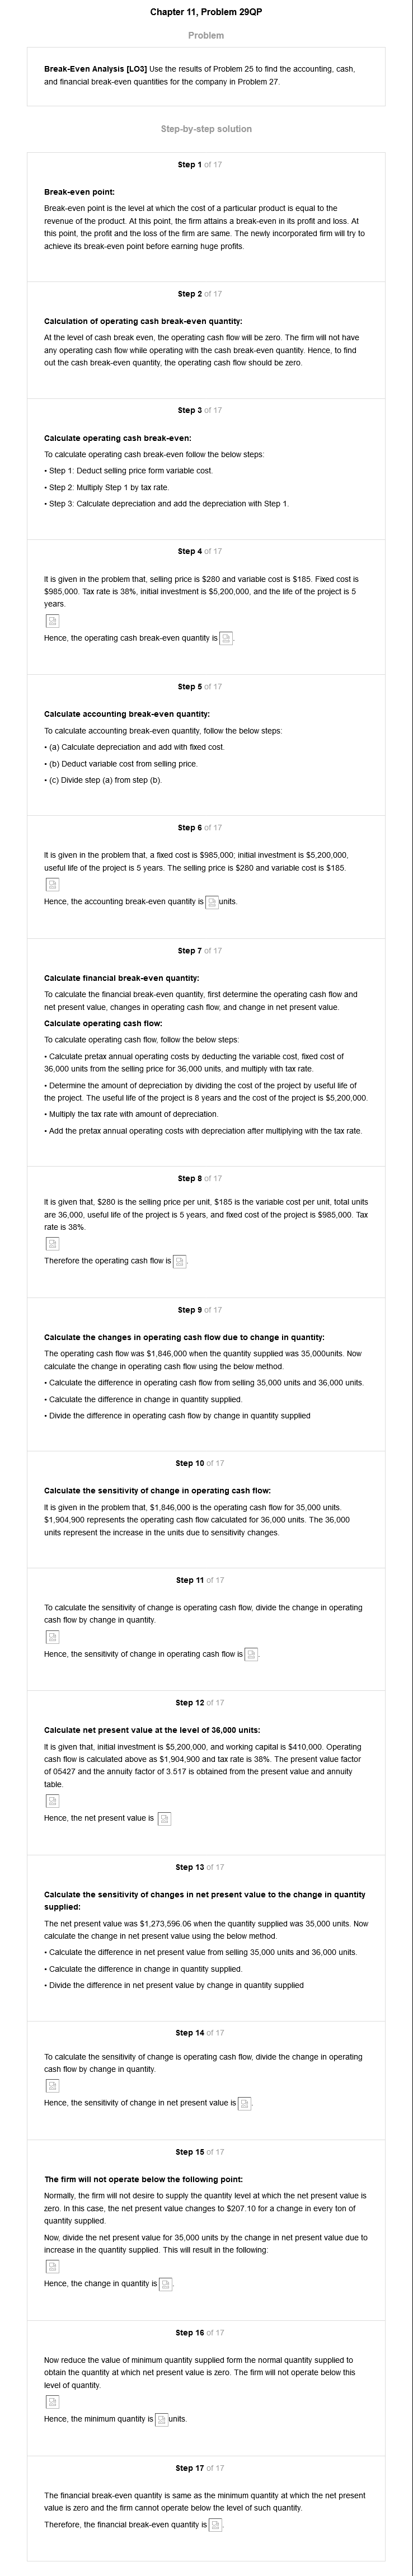 Chapter 11, Problem 29QP
Problem
Break-Even Analysis [LO3] Use the results of Problem 25 to find the accounting, cash,
and financial break-even quantities for the company in Problem 27.
Step-by-step solution
Step 1 of 17
Break-even point:
Break-even point is the level at which the cost of a particular product is equal to the
revenue of the product. At this point, the firm attains a break-even in its profit and loss. At
this point, the profit and the loss of the firm are same. The newly incorporated firm will try to
achieve its break-even point before earning huge profits.
Step 2 of 17
Calculation of operating cash break-even quantity:
At the level of cash break even, the operating cash flow will be zero. The firm will not have
any operating cash flow while operating with the cash break-even quantity. Hence, to find
out the cash break-even quantity, the operating cash flow should be zero.
Step 3 of 17
Calculate operating cash break-even:
To calculate operating cash break-even follow the below steps:
• Step 1: Deduct selling price form variable cost.
• Step 2: Multiply Step 1 by tax rate.
• Step 3: Calculate depreciation and add the depreciation with Step 1.
Step 4 of 17
It is given in the problem that, selling price is $280 and variable cost is $185. Fixed cost is
$985,000. Tax rate is 38%, initial investment is $5,200,000, and the life of the project is 5
years.
Hence, the operating cash break-even quantity is .
Step 5 of 17
Calculate accounting break-even quantity:
To calculate accounting break-even quantity, follow the below steps:
• (a) Calculate depreciation and add with fixed cost.
• (b) Deduct variable cost from selling price.
• (c) Divide step (a) from step (b).
Step 6 of 17
It is given in the problem that, a fixed cost is $985,000; initial investment is $5,200,000,
useful life of the project is 5 years. The selling price is $280 and variable cost is $185.
Hence, the accounting break-even quantity is units.
Step 7 of 17
Calculate financial break-even quantity:
To calculate the financial break-even quantity, first determine the operating cash flow and
net present value, changes in operating cash flow, and change in net present value.
Calculate operating cash flow:
To calculate operating cash flow, follow the below steps:
• Calculate pretax annual operating costs by deducting the variable cost, fixed cost of
36,000 units from the selling price for 36,000 units, and multiply with tax rate.
• Determine the amount of depreciation by dividing the cost of the project by useful life of
the project. The useful life of the project is 8 years and the cost of the project is $5,200,000.
• Multiply the tax rate with amount of depreciation.
• Add the pretax annual operating costs with depreciation after multiplying with the tax rate.
Step 8 of 17
It is given that, $280 is the selling price per unit, $185 is the variable cost per unit, total units
are 36,000, useful life of the project is 5 years, and fixed cost of the project is $985,000. Tax
rate is 38%.
Therefore the operating cash flow is .
Step 9 of 17
Calculate the changes in operating cash flow due to change in quantity:
The operating cash flow was $1,846,000 when the quantity supplied was 35,000units. Now
calculate the change in operating cash flow using the below method.
• Calculate the difference in operating cash flow from selling 35,000 units and 36,000 units.
• Calculate the difference in change in quantity supplied.
• Divide the difference in operating cash flow by change in quantity supplied
Step 10 of 17
Calculate the sensitivity of change in operating cash flow:
It is given in the problem that, $1,846,000 is the operating cash flow for 35,000 units.
$1,904,900 represents the operating cash flow calculated for 36,000 units. The 36,000
units represent the increase in the units due to sensitivity changes.
Step 11 of 17
To calculate the sensitivity of change is operating cash flow, divide the change in operating
cash flow by change in quantity.
Hence, the sensitivity of change in operating cash flow is .
Step 12 of 17
Calculate net present value at the level of 36,000 units:
It is given that, initial investment is $5,200,000, and working capital is $410,000. Operating
cash flow is calculated above as $1,904,900 and tax rate is 38%. The present value factor
of 05427 and the annuity factor of 3.517 is obtained from the present value and annuity
table.
Hence, the net present value is
Step 13 of 17
Calculate the sensitivity of changes in net present value to the change in quantity
supplied:
The net present value was $1,273,596.06 when the quantity supplied was 35,000 units. Now
calculate the change in net present value using the below method.
• Calculate the difference in net present value from selling 35,000 units and 36,000 units.
• Calculate the difference in change in quantity supplied.
• Divide the difference in net present value by change in quantity supplied
Step 14 of 17
To calculate the sensitivity of change is operating cash flow, divide the change in operating
cash flow by change in quantity.
Hence, the sensitivity of change in net present value is .
Step 15 of 17
The firm will not operate below the following point:
Normally, the firm will not desire to supply the quantity level at which the net present value is
zero. In this case, the net present value changes to $207.10 for a change in every ton of
quantity supplied.
Now, divide the net present value for 35,000 units by the change in net present value due to
increase in the quantity supplied. This will result in the following:
Hence, the change in quantity is .
Step 16 of 17
Now reduce the value of minimum quantity supplied form the normal quantity supplied to
obtain the quantity at which net present value is zero. The firm will not operate below this
level of quantity.
Hence, the minimum quantity is units.
Step 17 of 17
The financial break-even quantity is same as the minimum quantity at which the net present
value is zero and the firm cannot operate below the level of such quantity.
Therefore, the financial break-even quantity is .